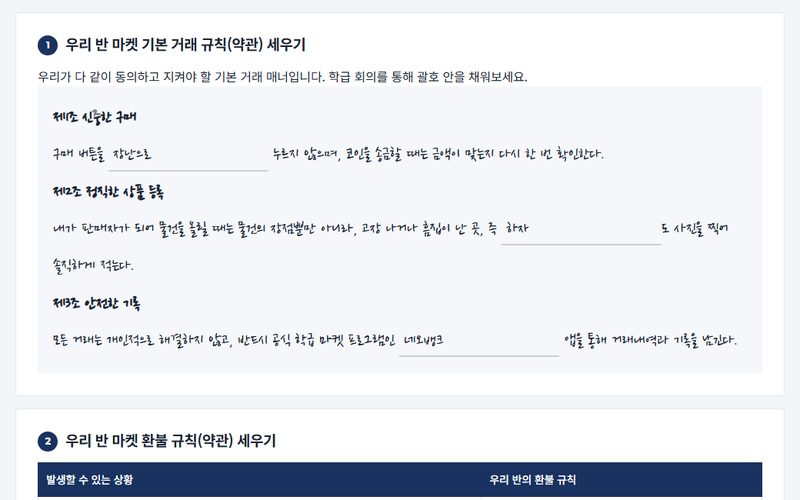 1 우리 반 마켓 기본 거래 규칙(약관) 세우기
우리가 다 같이 동의하고 지켜야 할 기본 거래 매너입니다. 학급 회의를 통해 괄호 안을 채워보세요.
제1조 신중한 구매
구매 버튼을 장난으로 누르지 않으며, 코인을 송금할 때는 금액이 맞는지 다시 한 번 확인한다.
제2조 정직한 상품 등록
내가 판매자가 되어 물건을 올릴 때는 물건의 장점뿐만 아니라, 고장 나거나 흠집이 난 곳, 즉 하자 도 사진을 찍어
솔직하게 적는다.
제3조 안전한 기록
모든 거래는 개인적으로 해결하지 않고, 반드시 공식 학급 마켓 프로그램인 네오뱅크 앱을 통해 거래내역과 기록을 남긴다.
2 우리 반 마켓 환불 규칙(약관) 세우기
발생할 수 있는 상황 우리 반의 환불 규칙